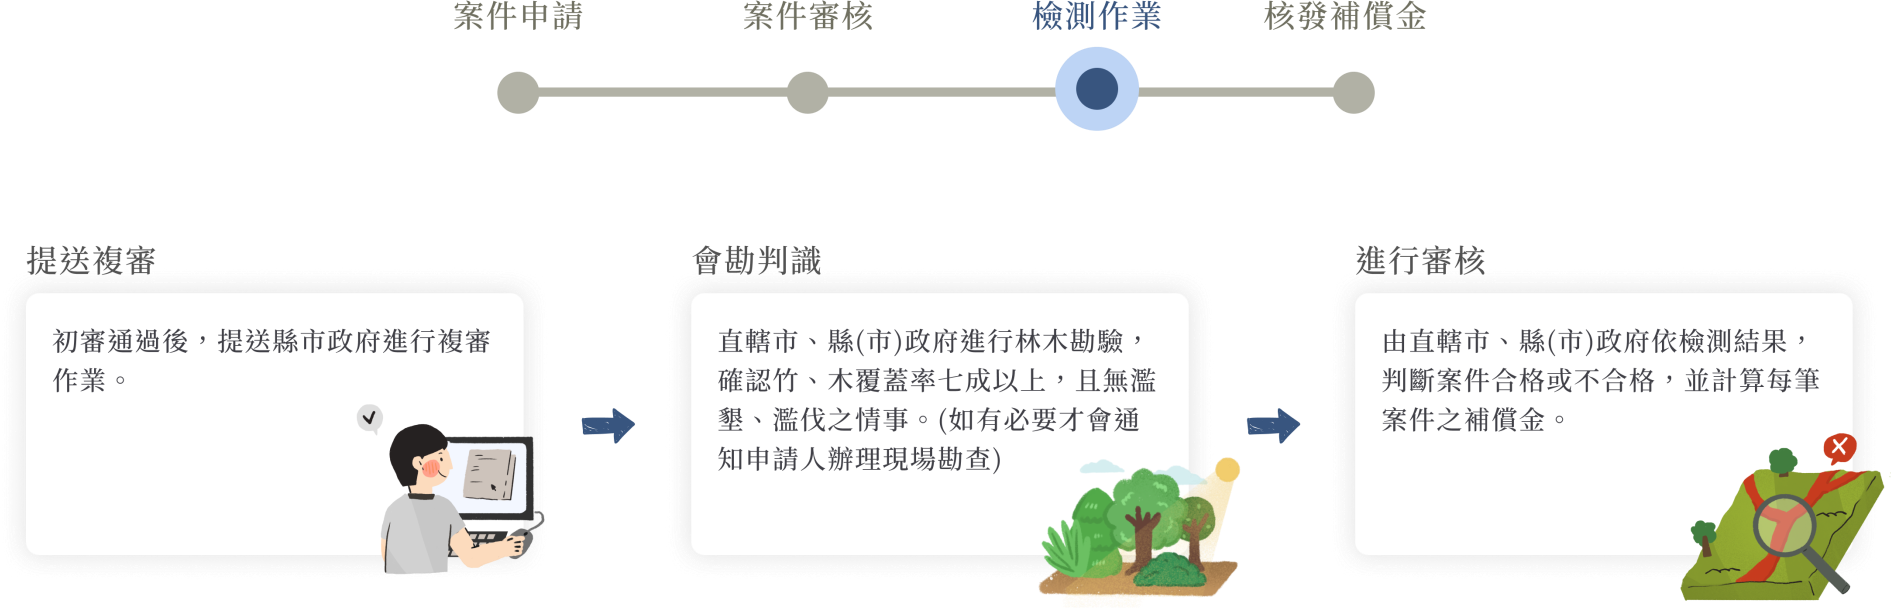 案件申請
案件審核
檢測作業
核發補償金
提送複審
初審通過後，提送縣市政府進行複審
作業。
會勘判識
直轄市、縣(市)政府進行林木勘驗，
確認竹、木覆蓋率七成以上，且無濫
墾、濫伐之情事。(如有必要才會通
知申請人辦理現場勘查)
進行審核
由直轄市、縣(市)政府依檢測結果，
判斷案件合格或不合格，並計算每筆
案件之補償金。